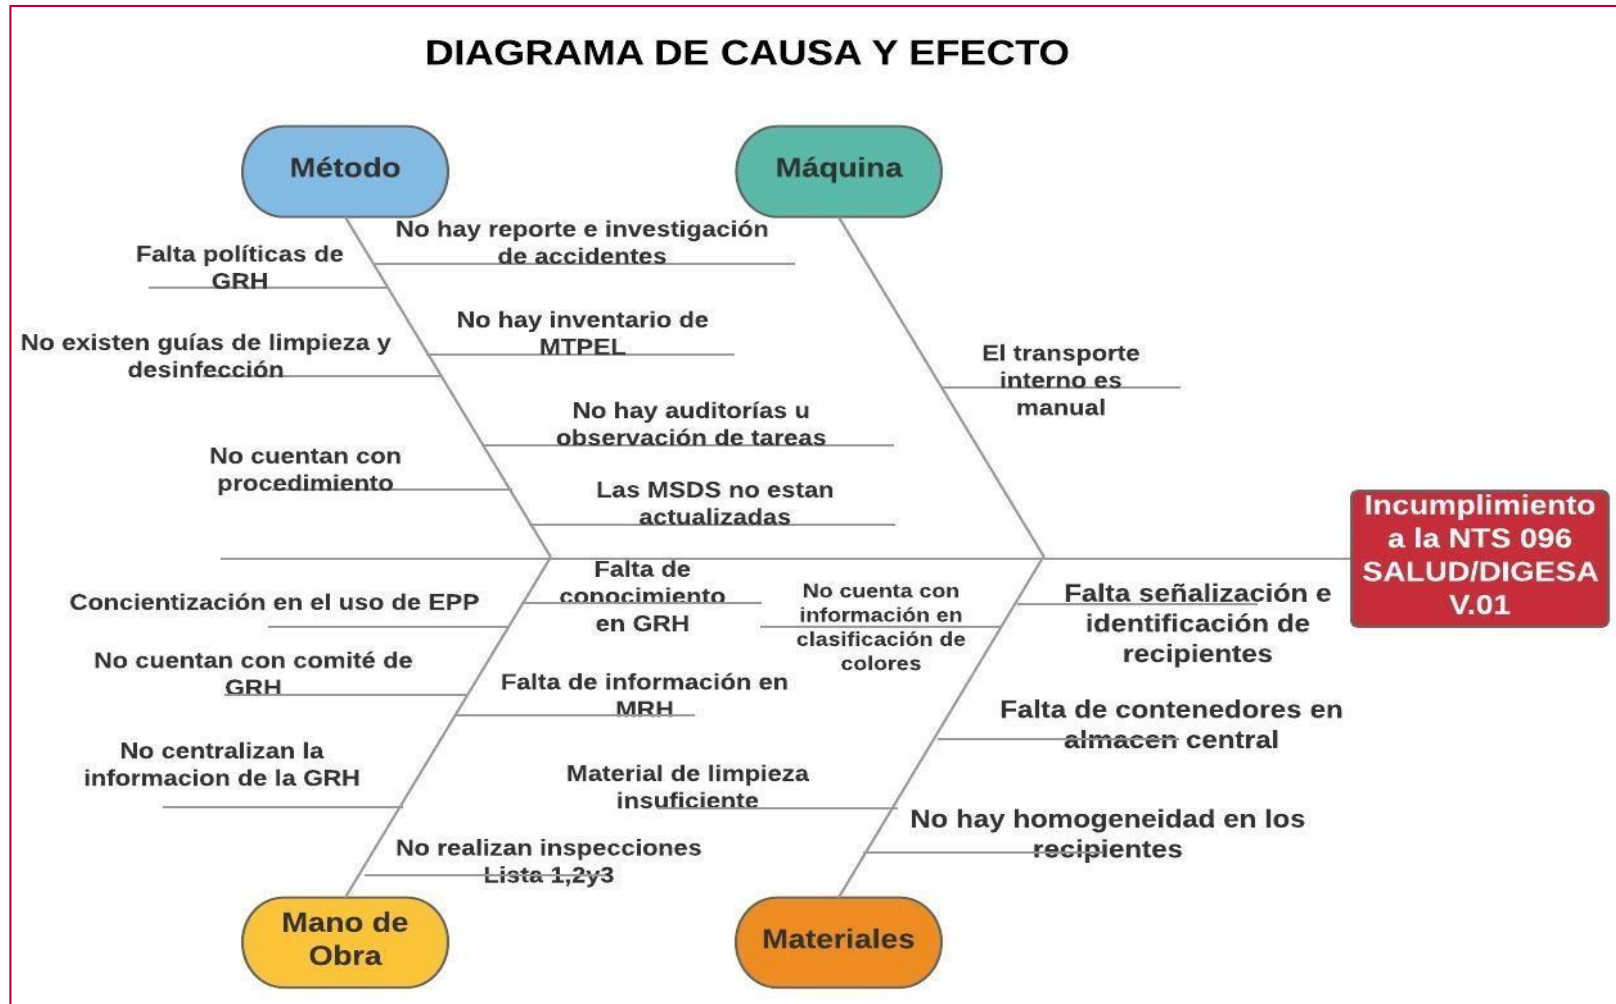 DIAGRAMA DE CAUSA Y EFECTO
Método
Máquina
No hay reporte e investigación
de accidentes
Falta políticas de
GRH
No hay inventario de
MTPEL
No existen guías de limpieza y
desinfección
El transporte
interno es
manual
No hay auditorías u
observación de tareas
No cuentan con
procedimiento
Las MSDS no estan
actualizadas
Incumplimiento
a la NTS 096
SALUD/DIGESA
V.01
Falta de
conocimiento
en GRH
Concientización en el uso de EPP
No cuenta con
información en
clasificación de
colores
Falta señalización e
identificación de
recipientes
No cuentan con comité de
GRH
Falta de información en
MRH
Falta de contenedores en
almacen central
No centralizan la
informacion de la GRH
Material de limpieza
insuficiente
No hay homogeneidad en los
recipientes
No realizan inspecciones
Lista 1,2y3
Mano de
Obra
Materiales